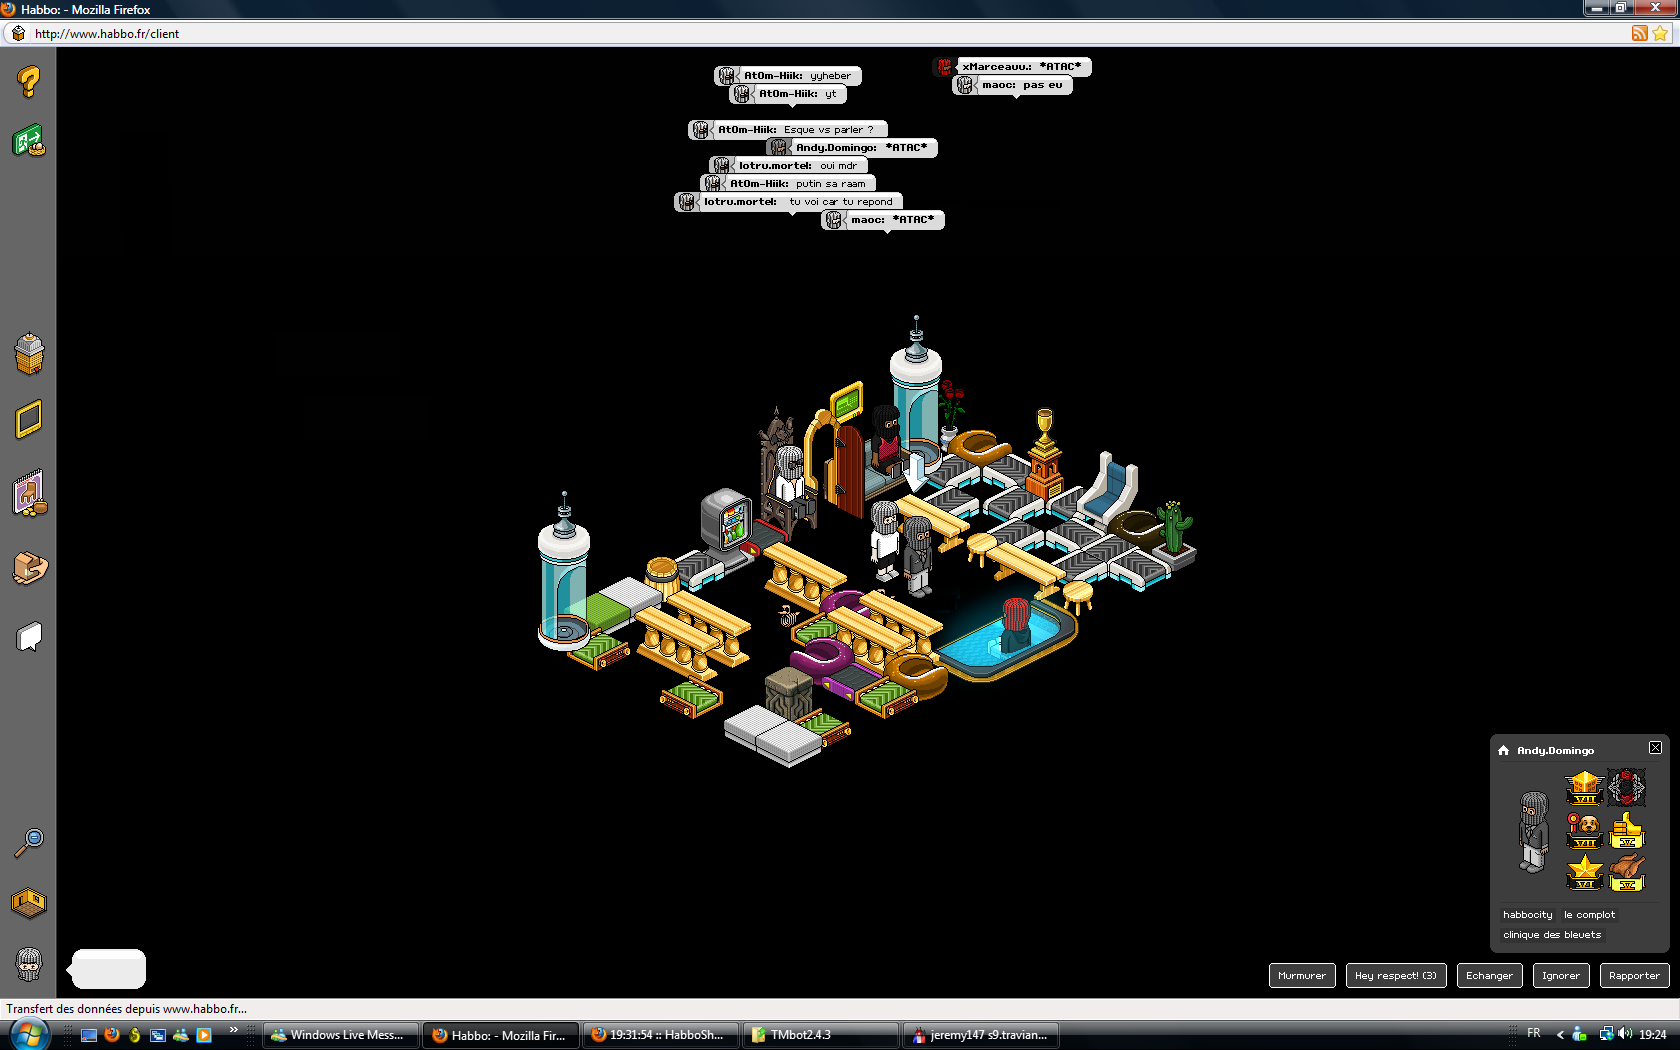 Habbo: - Mozilla Firefox
http://www.habbo.fr/client
xMarceauu.: *ATAC*
AtOm-Hiik: yyheber
maoc: pas eu
AtOm-Hiik: yt
AtOm-Hiik: Esque vs parler ?
Andy.Domingo: *ATAC*
lotru.mortel: oui mdr
AtOm-Hiik: putin sa raam
lotru.mortel: tu voi car tu repond
maoc: *ATAC*
Andy.Domingo
habbocity le complot
clinique des bleuets
Murmurer Hey respect! (3) Echanger Ignorer Rapporter
Transfert des données depuis www.habbo.fr...
Windows Live Mess... Habbo: - Mozilla Fir... 19:31:54 :: HabboSh... TMbot2.4.3 jeremy147 s9.travian... FR 19:24